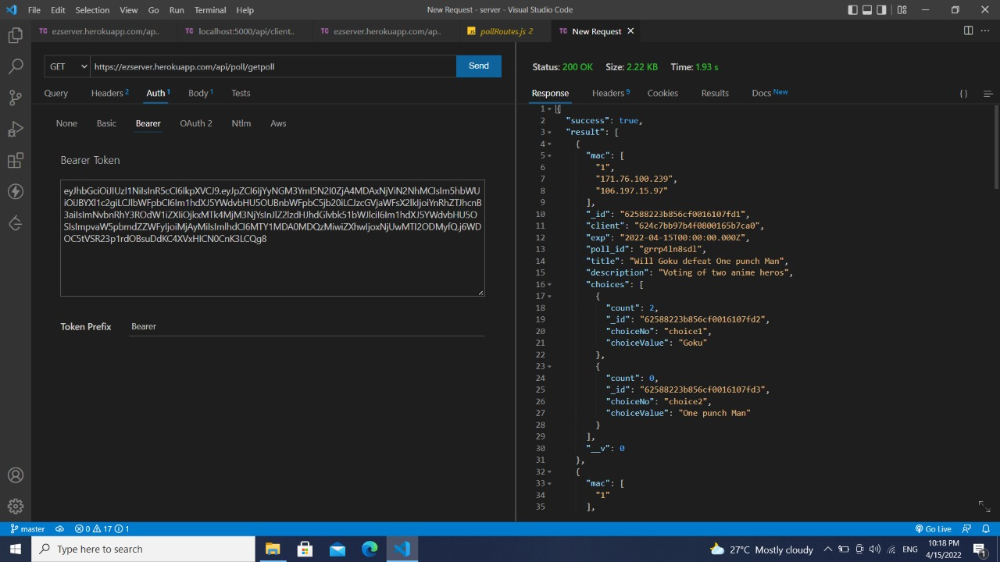 File Edit Selection View Go Run Terminal Help
New Request - server - Visual Studio Code
TC ezserver.herokuapp.com/ap..
TC localhost:5000/api/client..
TC ezserver.herokuapp.com/ap..
JS pollRoutes.js 2
TC New Request
GET
https://ezserver.herokuapp.com/api/poll/getpoll
Send
Query Headers 2 Auth 1 Body 1 Tests
None Basic Bearer OAuth 2 Ntlm Aws
Bearer Token
Token Prefix Bearer
Status: 200 OK Size: 2.22 KB Time: 1.93 s
Response Headers 9 Cookies Results Docs New
{}
1 {
2 "success": true,
3 "result": [
4 {
5 "mac": [
6 "1",
7 "171.76.100.239",
8 "106.197.15.97"
9 ],
10 "_id": "62588223b856cf0016107fd1",
11 "client": "624c7bb97b4f0800165b7ca0",
12 "exp": "2022-04-15T00:00:00.000Z",
13 "poll_id": "grrp4ln8sdl",
14 "title": "Will Goku defeat One punch Man",
15 "description": "Voting of two anime heros",
16 "choices": [
17 {
18 "count": 2,
19 "_id": "62588223b856cf0016107fd2",
20 "choiceNo": "choice1",
21 "choiceValue": "Goku"
22 },
23 {
24 "count": 0,
25 "_id": "62588223b856cf0016107fd3",
26 "choiceNo": "choice2",
27 "choiceValue": "One punch Man"
28 }
29 ],
30 "__v": 0
31 },
32 {
33 "mac": [
34 "1"
35 ],
master 0 17 1
Go Live
Type here to search
27°C Mostly cloudy
ENG
10:18 PM
4/15/2022
1